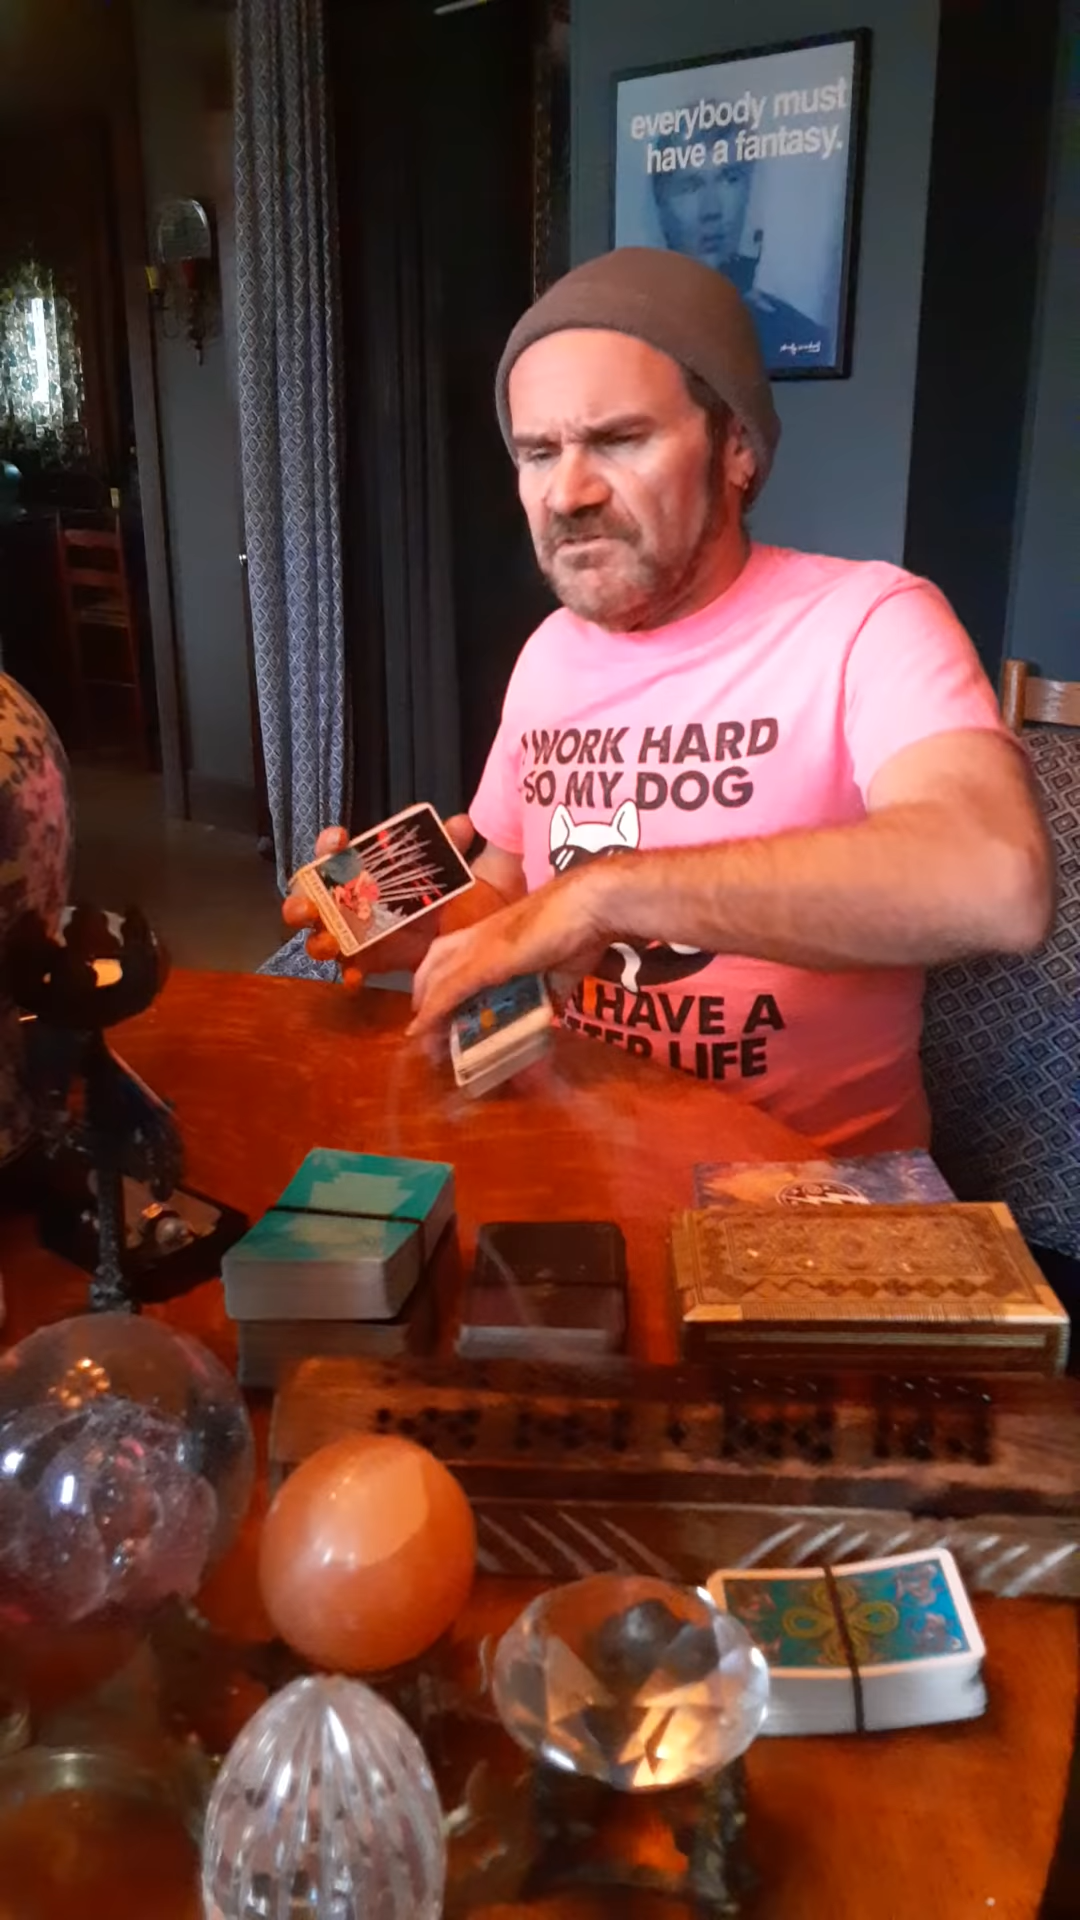 everybody must
have a fantasy.
I WORK HARD
SO MY DOG
HAVE A
LIFE